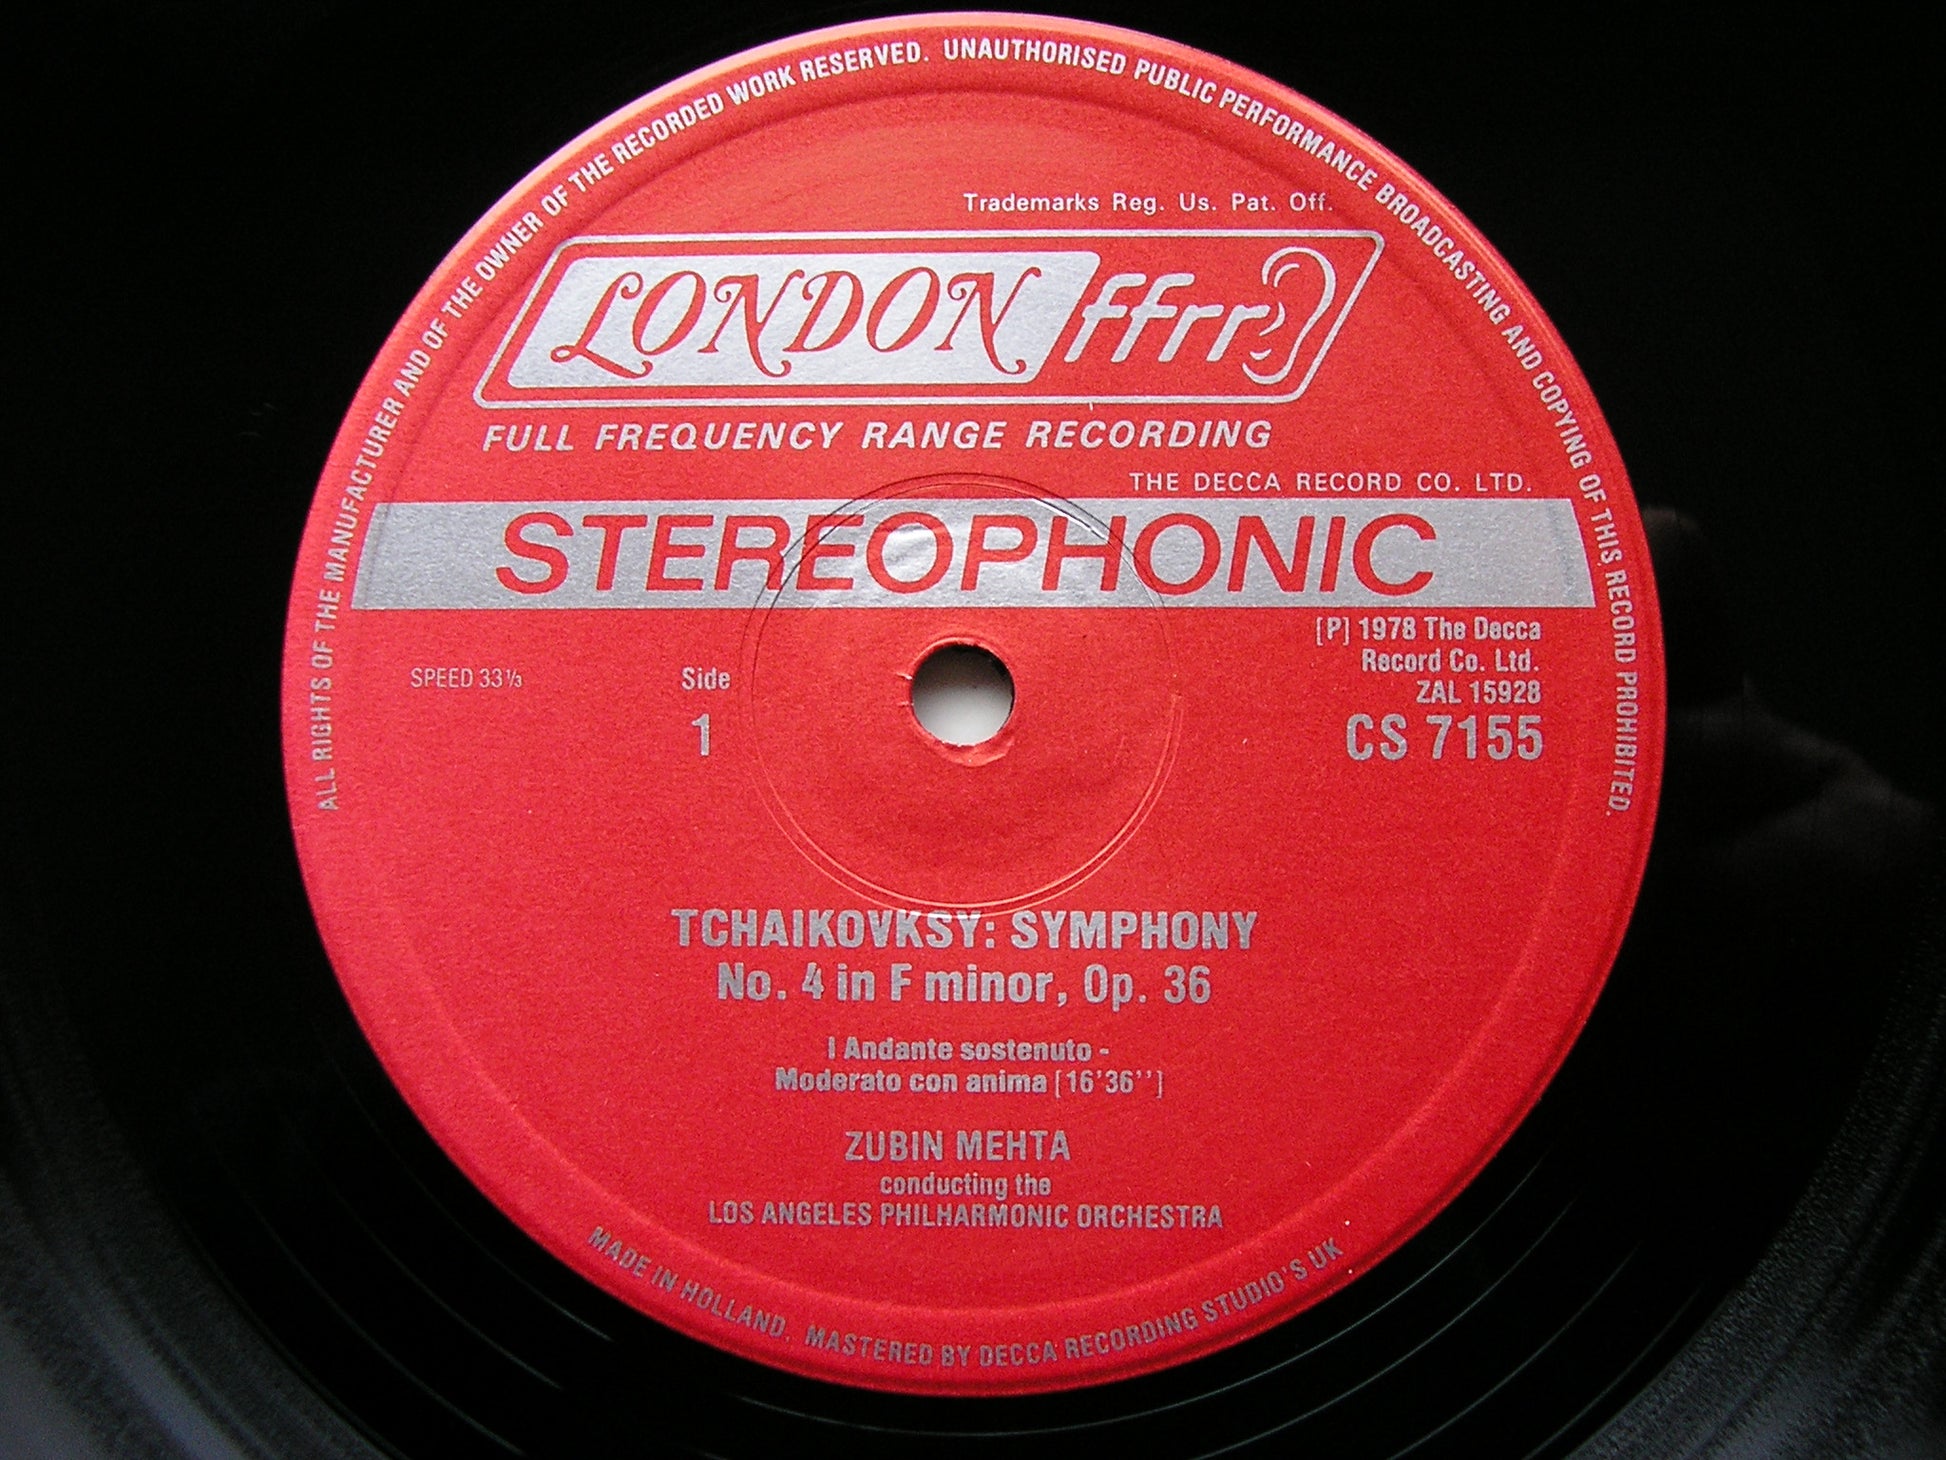 ALL RIGHTS OF THE MANUFACTURER AND OF THE OWNER OF THE RECORDED WORK RESERVED. UNAUTHORISED PUBLIC PERFORMANCE BROADCASTING AND COPYING OF THIS RECORD PROHIBITED.
Trademarks Reg. Us. Pat. Off.
LONDON ffrr
FULL FREQUENCY RANGE RECORDING
THE DECCA RECORD CO. LTD.
STEREOPHONIC
[P] 1978 The Decca
Record Co. Ltd.
ZAL 15928
CS 7155
SPEED 33⅓
Side
1
TCHAIKOVKSY: SYMPHONY
No. 4 in F minor, Op. 36
I Andante sostenuto -
Moderato con anima [16'36'']
ZUBIN MEHTA
conducting the
LOS ANGELES PHILHARMONIC ORCHESTRA
MADE IN HOLLAND. MASTERED BY DECCA RECORDING STUDIO'S UK